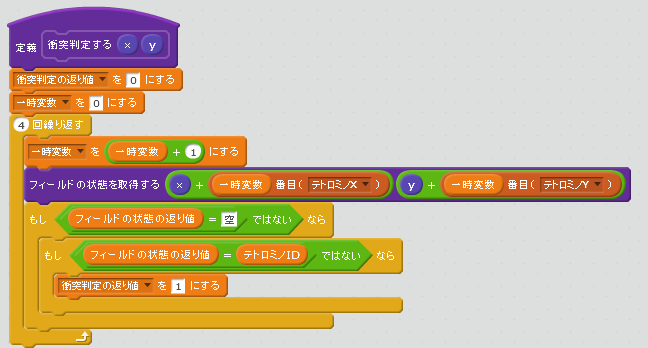 定義 衝突判定する x y
衝突判定の返り値 を 0 にする
一時変数 を 0 にする
4 回繰り返す
一時変数 を 一時変数 + 1 にする
フィールドの状態を取得する x + 一時変数 番目( テトロミノX ) y + 一時変数 番目( テトロミノY )
もし フィールドの状態の返り値 = 空 ではない なら
もし フィールドの状態の返り値 = テトロミノID ではない なら
衝突判定の返り値 を 1 にする